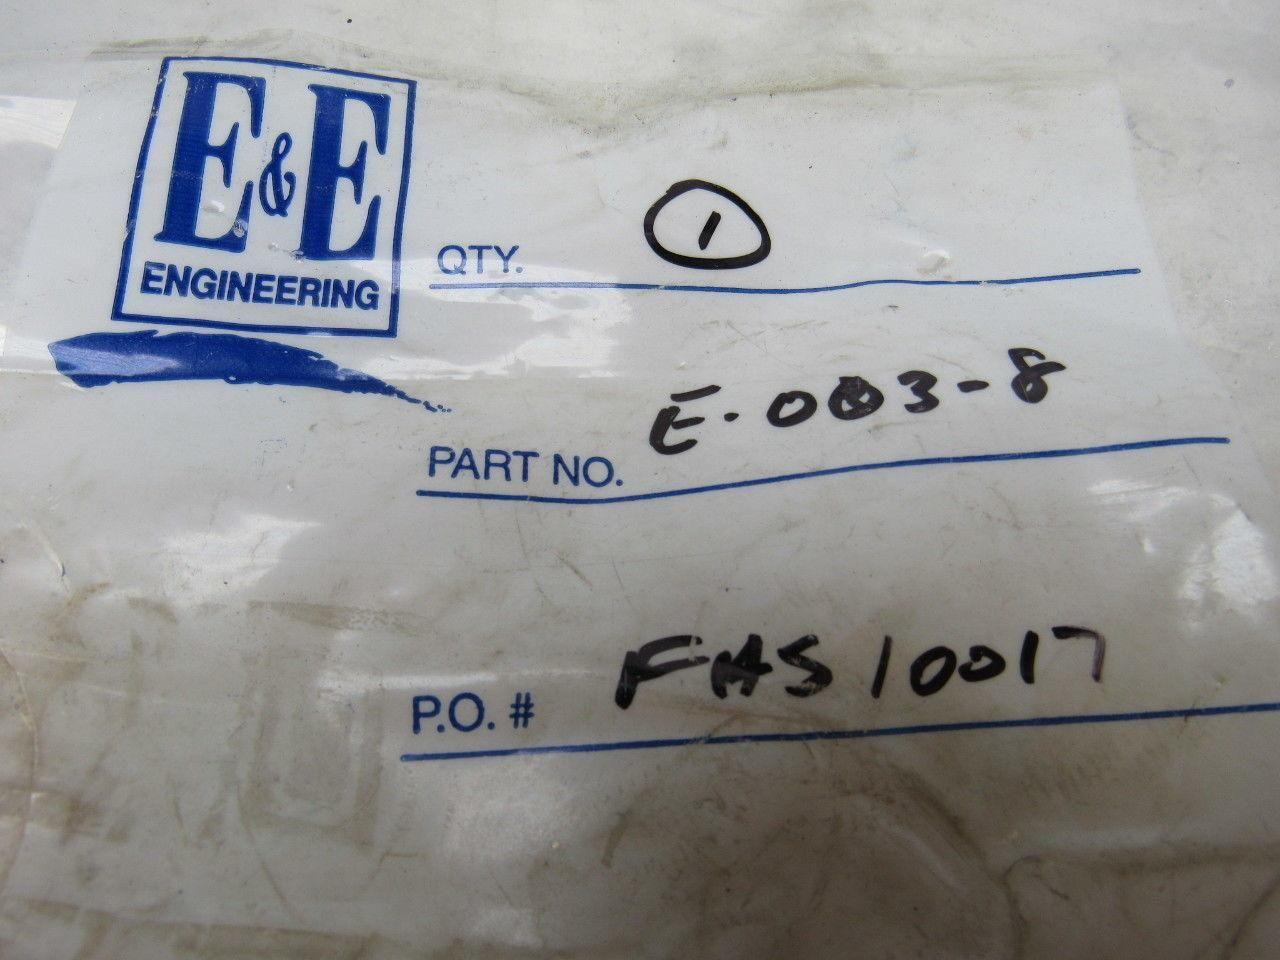 E&E
ENGINEERING
QTY. 1
PART NO. E-003-8
P.O. # FAS10017